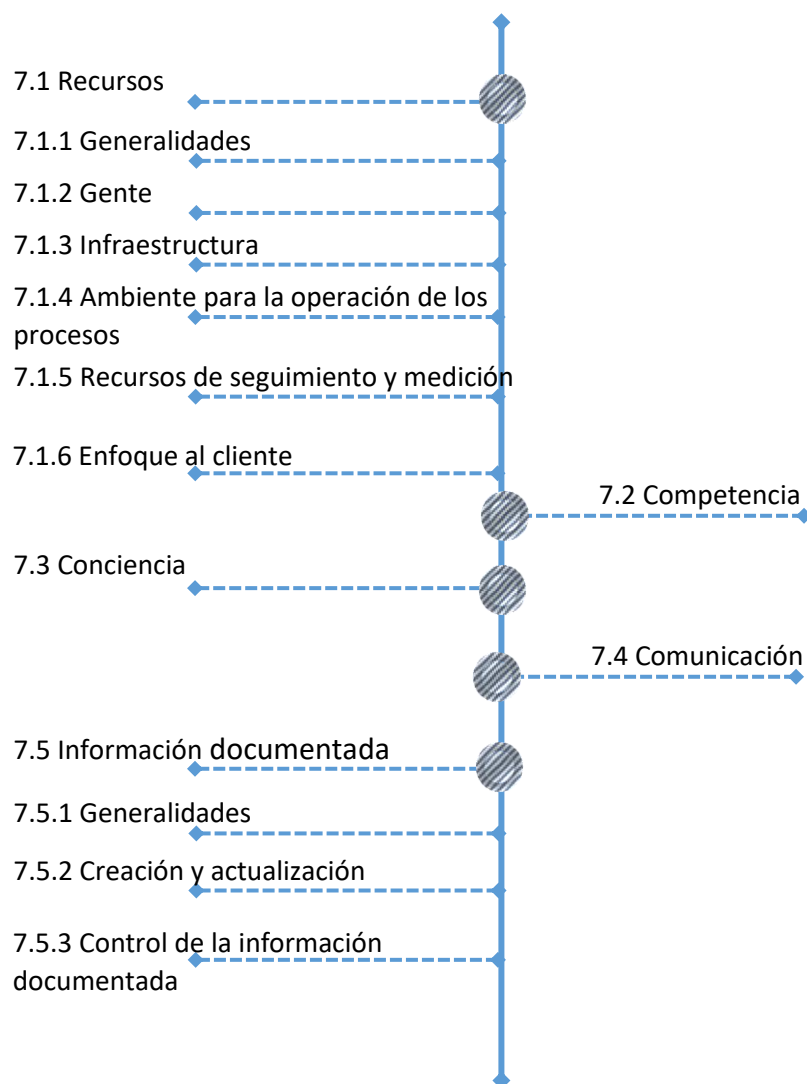 7.1 Recursos
7.1.1 Generalidades
7.1.2 Gente
7.1.3 Infraestructura
7.1.4 Ambiente para la operación de los
procesos
7.1.5 Recursos de seguimiento y medición
7.1.6 Enfoque al cliente
7.2 Competencia
7.3 Conciencia
7.4 Comunicación
7.5 Información documentada
7.5.1 Generalidades
7.5.2 Creación y actualización
7.5.3 Control de la información
documentada